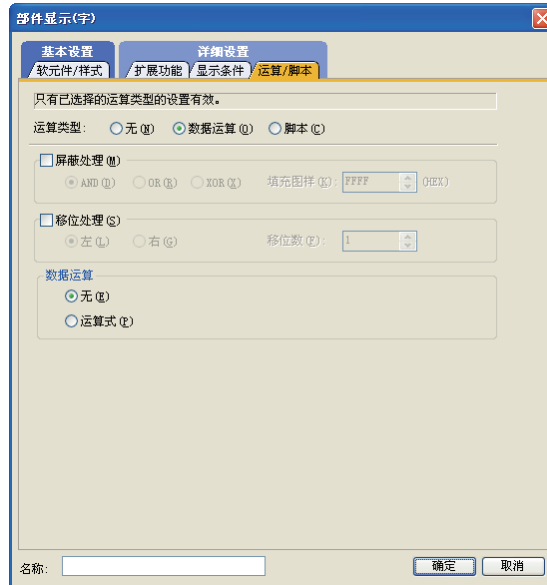 部件显示(字)
基本设置 详细设置
软元件/样式 扩展功能 显示条件 运算/脚本
只有已选择的运算类型的设置有效。
运算类型: 无(N) 数据运算(O) 脚本(C)
屏蔽处理(M)
AND(D) OR(R) XOR(X) 填充图样(K): FFFF (HEX)
移位处理(S)
左(L) 右(G) 移位数(F): 1
数据运算
无(E)
运算式(P)
名称: 确定 取消